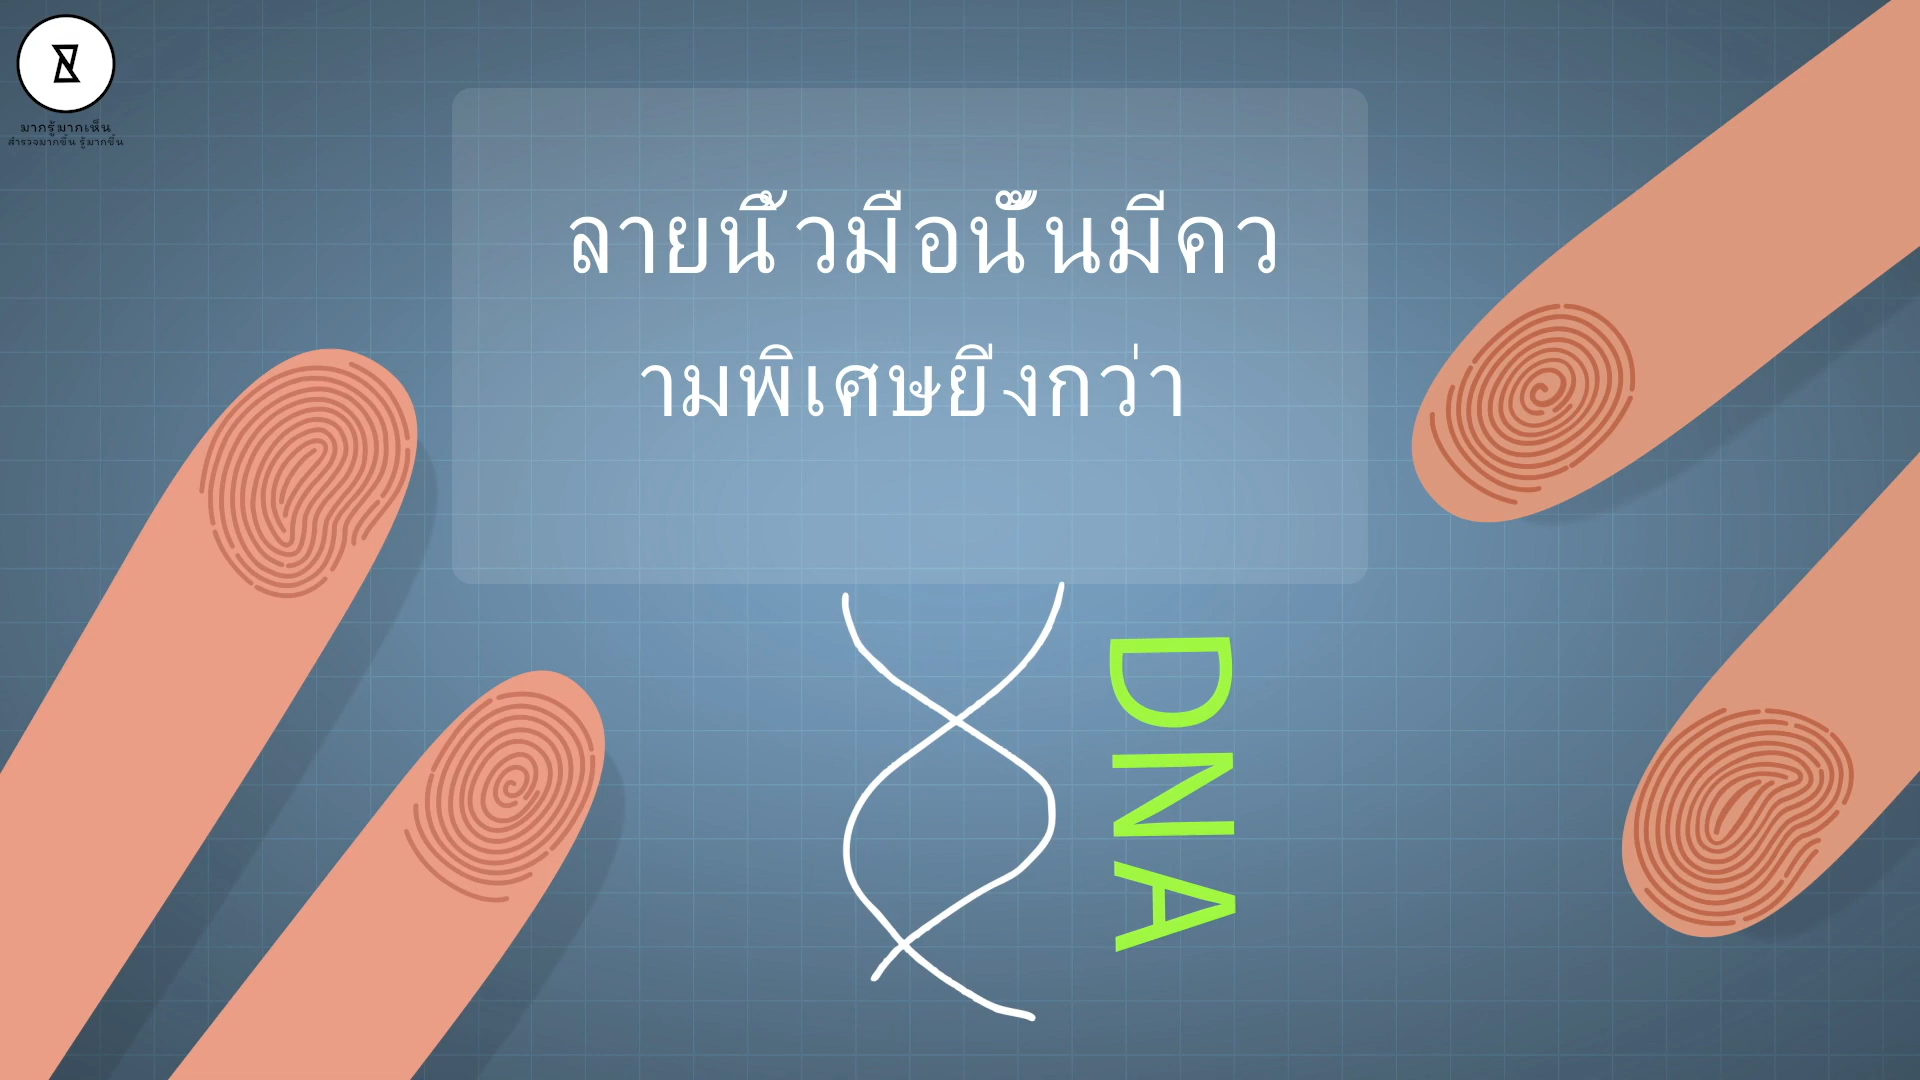 มากรู้มากเห็น
สำรวจมากขึ้น รู้มากขึ้น
ลายนิ้วมือนั้นมีคว
ามพิเศษยิ่งกว่า
DNA